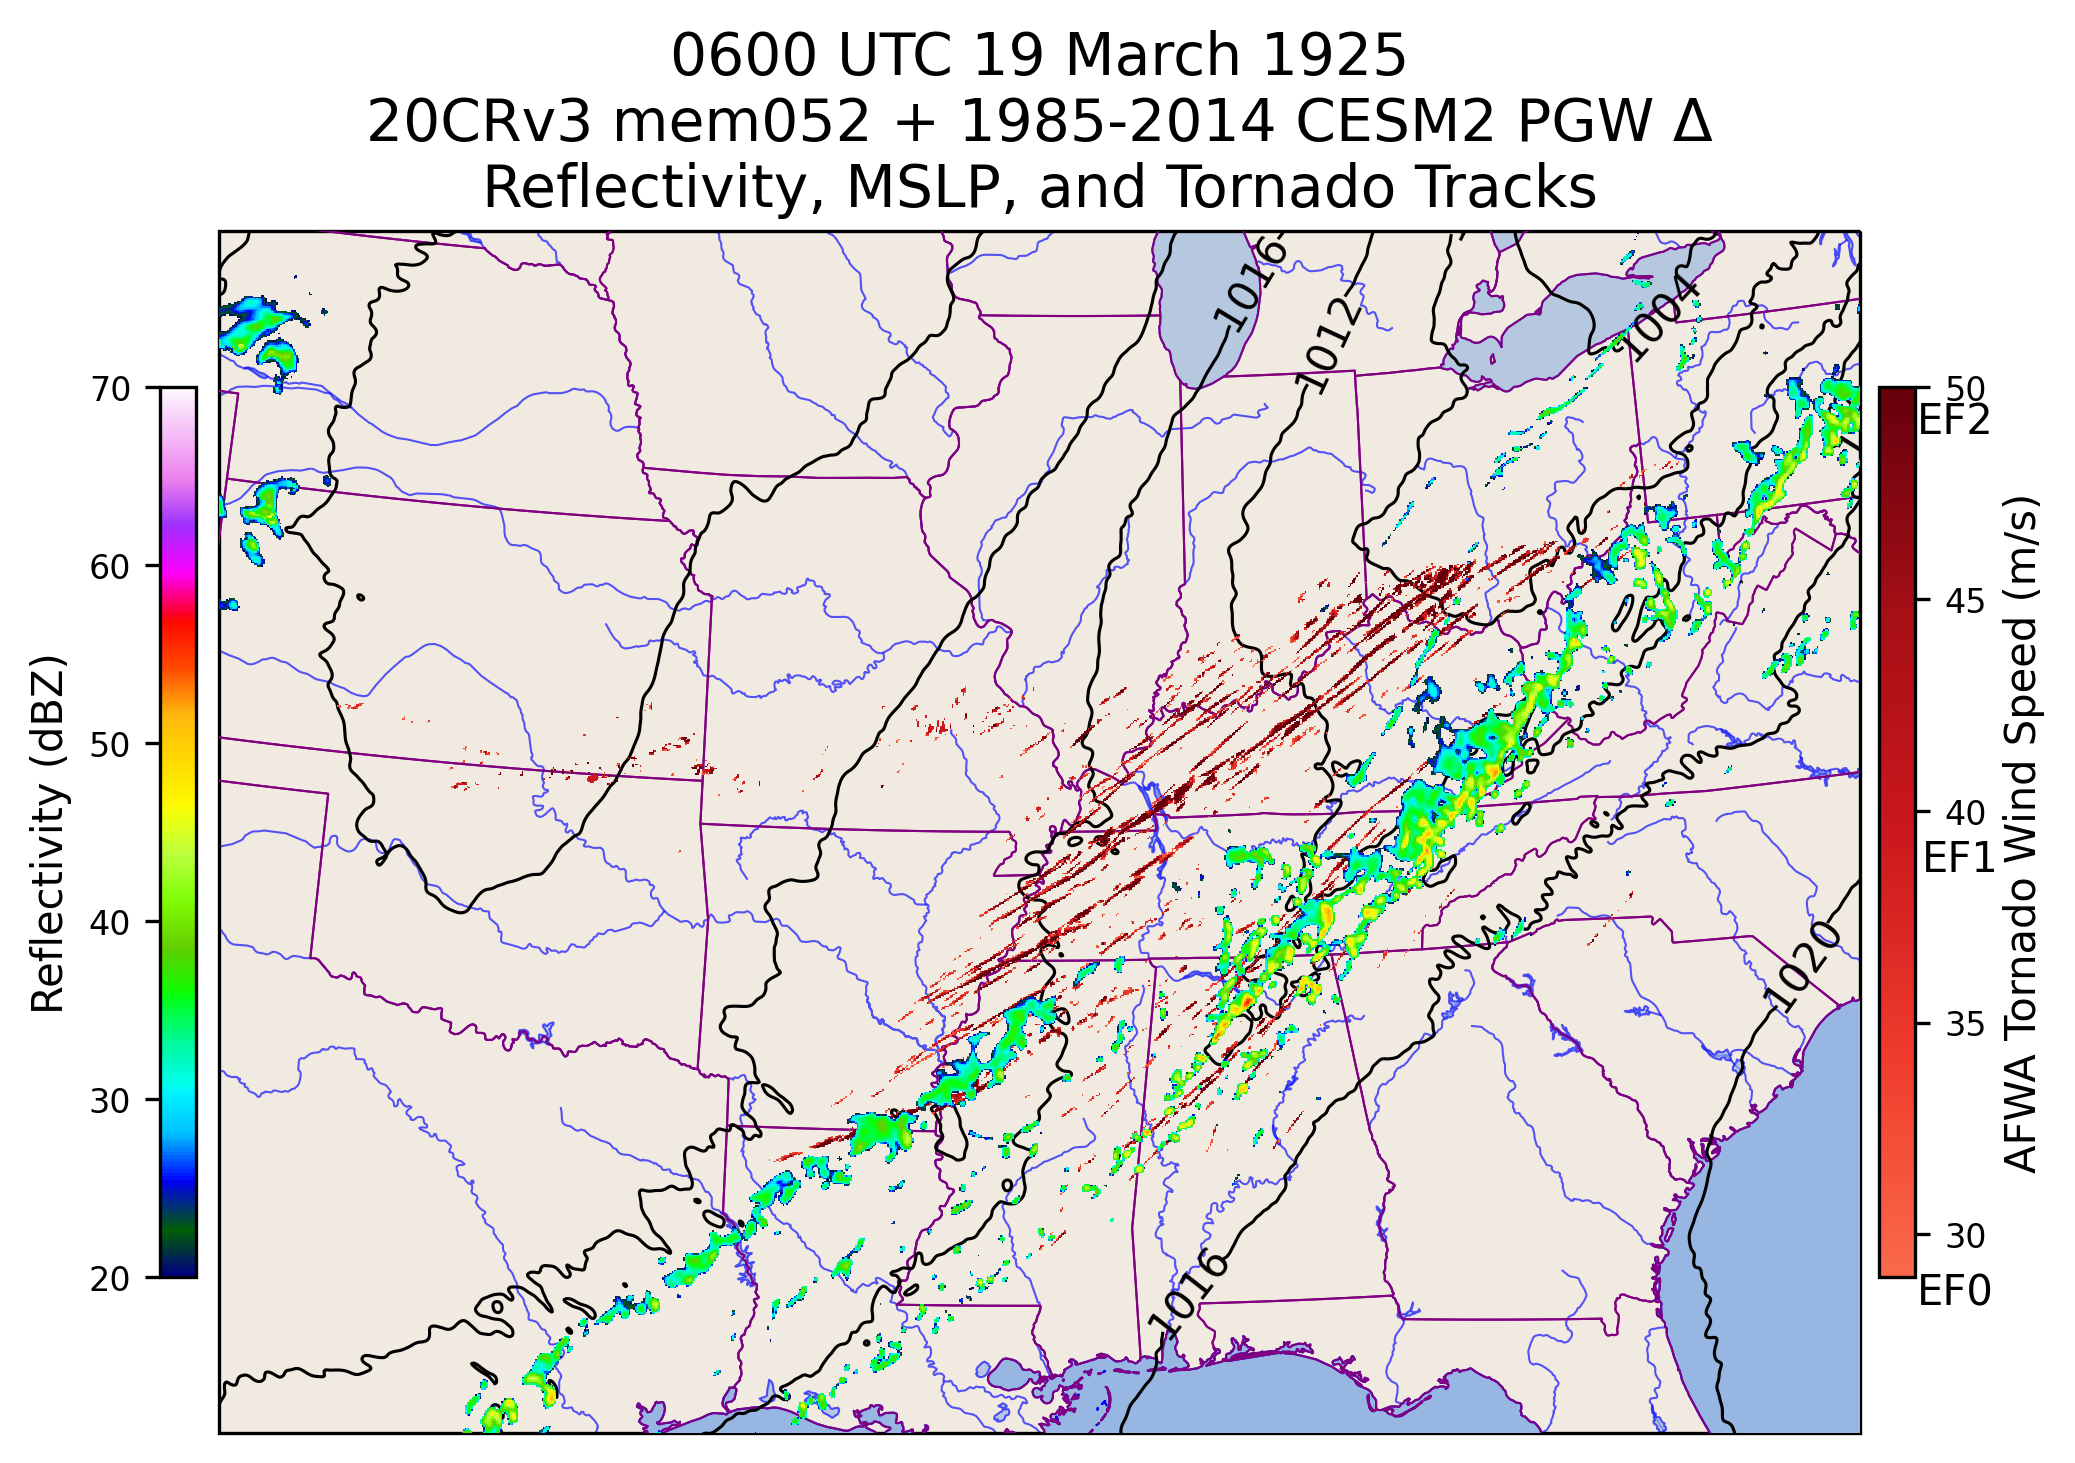 0600 UTC 19 March 1925
20CRv3 mem052 + 1985-2014 CESM2 PGW Δ
Reflectivity, MSLP, and Tornado Tracks
70
60
50
40
30
20
Reflectivity (dBZ)
1016
1012
1004
1020
1016
50
EF2
45
40
EF1
35
30
EF0
AFWA Tornado Wind Speed (m/s)